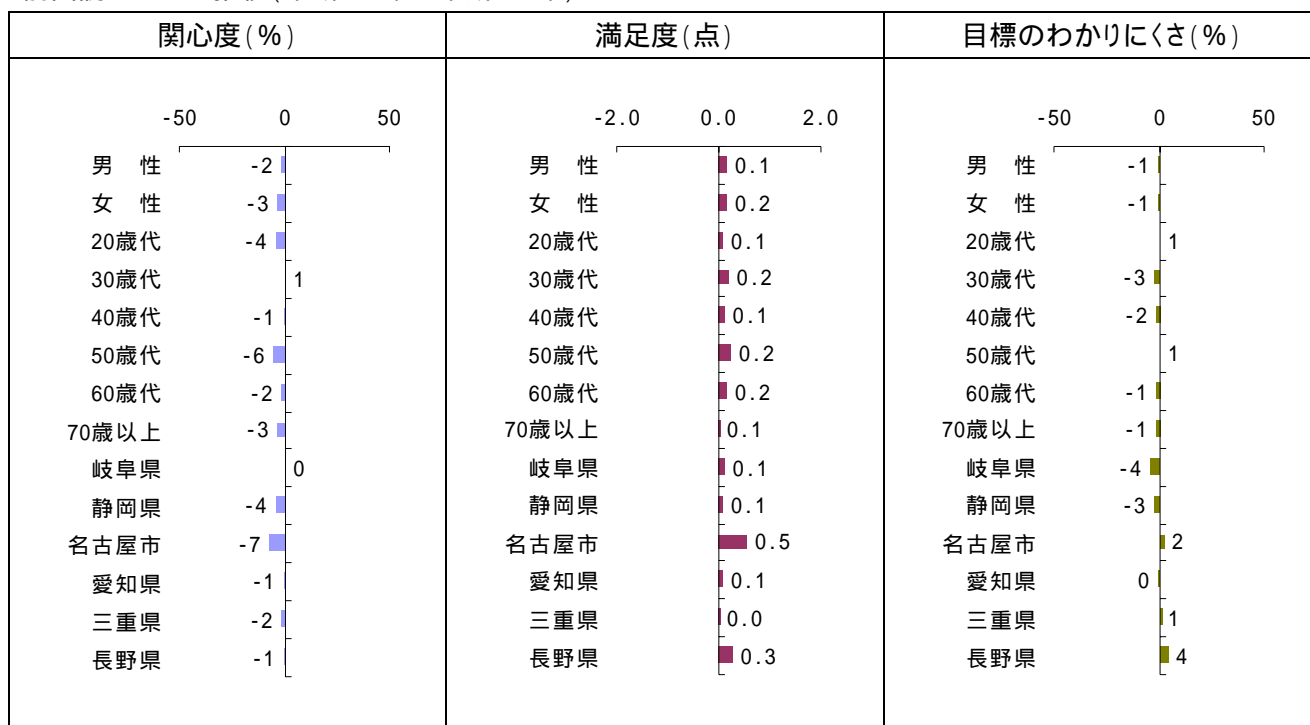 関心度(%) 満足度(点) 目標のわかりにくさ(%)
-50 0 50 -2.0 0.0 2.0 -50 0 50
男 性 -2 男 性 0.1 男 性 -1
女 性 -3 女 性 0.2 女 性 -1
20歳代 -4 20歳代 0.1 20歳代 1
30歳代 1 30歳代 0.2 30歳代 -3
40歳代 -1 40歳代 0.1 40歳代 -2
50歳代 -6 50歳代 0.2 50歳代 1
60歳代 -2 60歳代 0.2 60歳代 -1
70歳以上 -3 70歳以上 0.1 70歳以上 -1
岐阜県 0 岐阜県 0.1 岐阜県 -4
静岡県 -4 静岡県 0.1 静岡県 -3
名古屋市 -7 名古屋市 0.5 名古屋市 2
愛知県 -1 愛知県 0.1 愛知県 0
三重県 -2 三重県 0.0 三重県 1
長野県 -1 長野県 0.3 長野県 4